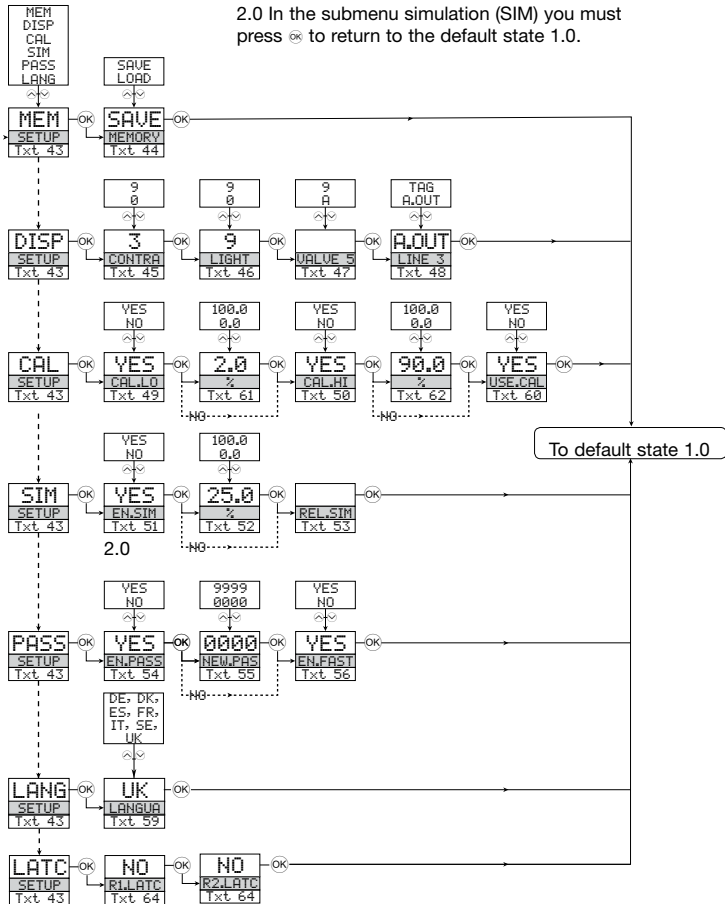 MEM
DISP
CAL
SIM
PASS
LANG
2.0 In the submenu simulation (SIM) you must
press OK to return to the default state 1.0.
SAVE
LOAD
MEM OK SAVE OK
SETUP MEMORY
Txt 43 Txt 44
9 9 9 TAG
0 0 A A.OUT
DISP OK 3 OK 9 OK OK A.OUT OK
SETUP CONTRA LIGHT VALVE 5 LINE 3
Txt 43 Txt 45 Txt 46 Txt 47 Txt 48
YES 100.0 YES 100.0 YES
NO 0.0 NO 0.0 NO
CAL OK YES OK 2.0 OK YES OK 90.0 OK YES OK
SETUP CAL.LO % CAL.HI % USE.CAL
Txt 43 Txt 49 Txt 61 Txt 50 Txt 62 Txt 60
NO NO
To default state 1.0
YES 100.0
NO 0.0
SIM OK YES OK 25.0 OK OK
SETUP EN.SIM % REL.SIM
Txt 43 Txt 51 Txt 52 Txt 53
2.0 NO
YES 9999 YES
NO 0000 NO
PASS OK YES OK 0000 OK YES OK
SETUP EN.PASS NEW.PAS EN.FAST
Txt 43 Txt 54 Txt 55 Txt 56
NO
DE, DK,
ES, FR,
IT, SE,
UK
LANG OK UK OK
SETUP LANGUA
Txt 43 Txt 59
LATC OK NO OK NO OK
SETUP R1.LATC R2.LATC
Txt 43 Txt 64 Txt 64